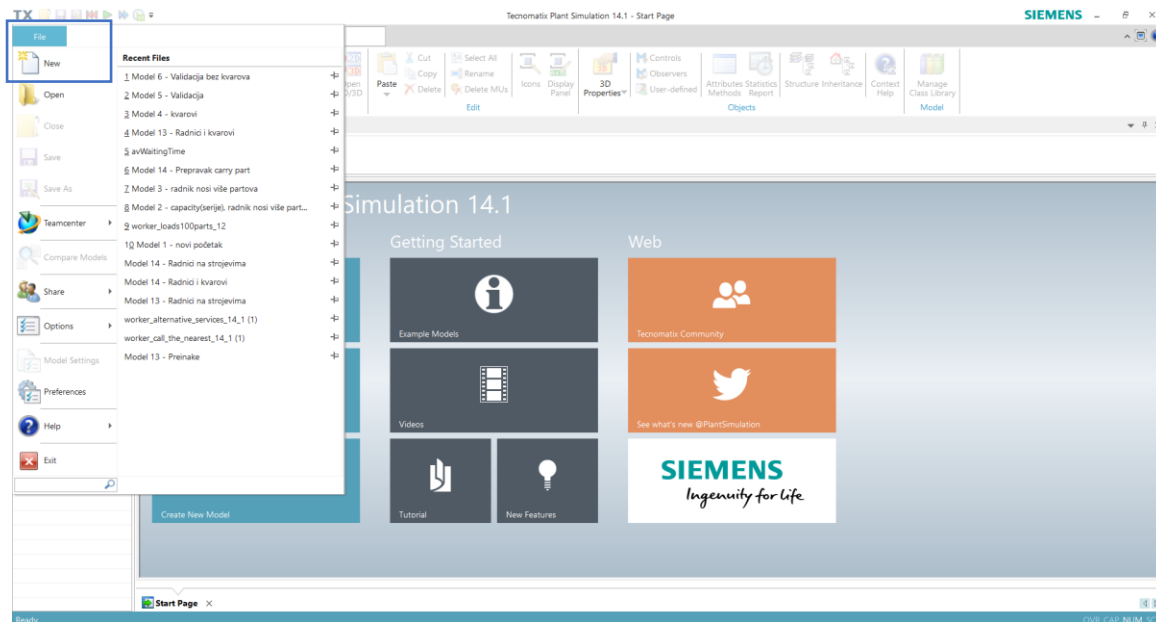 TX
Tecnomatix Plant Simulation 14.1 - Start Page
SIEMENS
File
New
Open
Close
Save
Save As
Teamcenter
Compare Models
Share
Options
Model Settings
Preferences
Help
Exit
Recent Files
1 Model 6 - Validacija bez kvarova
2 Model 5 - Validacija
3 Model 4 - kvarovi
4 Model 13 - Radnici i kvarovi
5 avWaitingTime
6 Model 14 - Prepravak carry part
7 Model 3 - radnik nosi više partova
8 Model 2 - capacity(serije). radnik nosi više part...
9 worker_loads100parts_12
10 Model 1 - novi početak
Model 14 - Radnici na strojevima
Model 14 - Radnici i kvarovi
Model 13 - Radnici na strojevima
worker_alternative_services_14_1 (1)
worker_call_the_nearest_14_1 (1)
Model 13 - Preinake
Paste
Cut
Copy
Delete
Select All
Rename
Delete MUs
Edit
Icons
Display Panel
3D Properties
Controls
Observers
User-defined
Attributes Methods
Statistics Report
Structure
Inheritance
Objects
Context Help
Manage Class Library
Model
Simulation 14.1
Getting Started
Web
Example Models
Tecnomatix Community
Videos
See what's new @PlantSimulation
Create New Model
Tutorial
New Features
SIEMENS
Ingenuity for life
Start Page
Ready
OVR CAP NUM